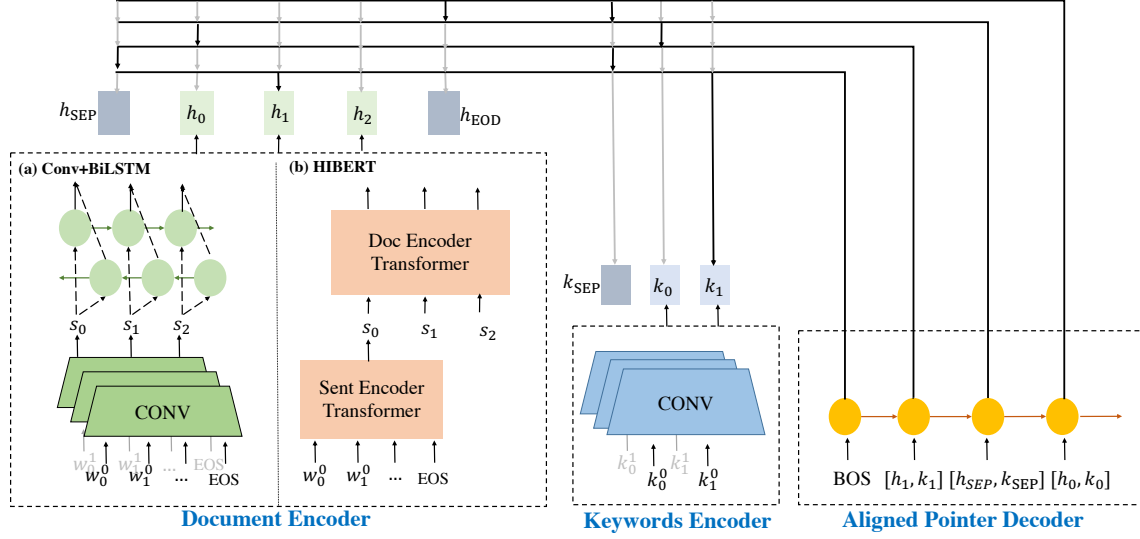 h_SEP h_0 h_1 h_2 h_EOD
(a) Conv+BiLSTM
s_0 s_1 s_2
CONV
w_0^1 w_1^1 ... EOS
w_0^0 w_1^0 ... EOS
(b) HIBERT
Doc Encoder
Transformer
s_0 s_1 s_2
Sent Encoder
Transformer
w_0^0 w_1^0 ... EOS
Document Encoder
k_SEP k_0 k_1
CONV
k_0^1 k_1^1
k_0^0 k_1^0
Keywords Encoder
BOS [h_1, k_1] [h_SEP, k_SEP] [h_0, k_0]
Aligned Pointer Decoder